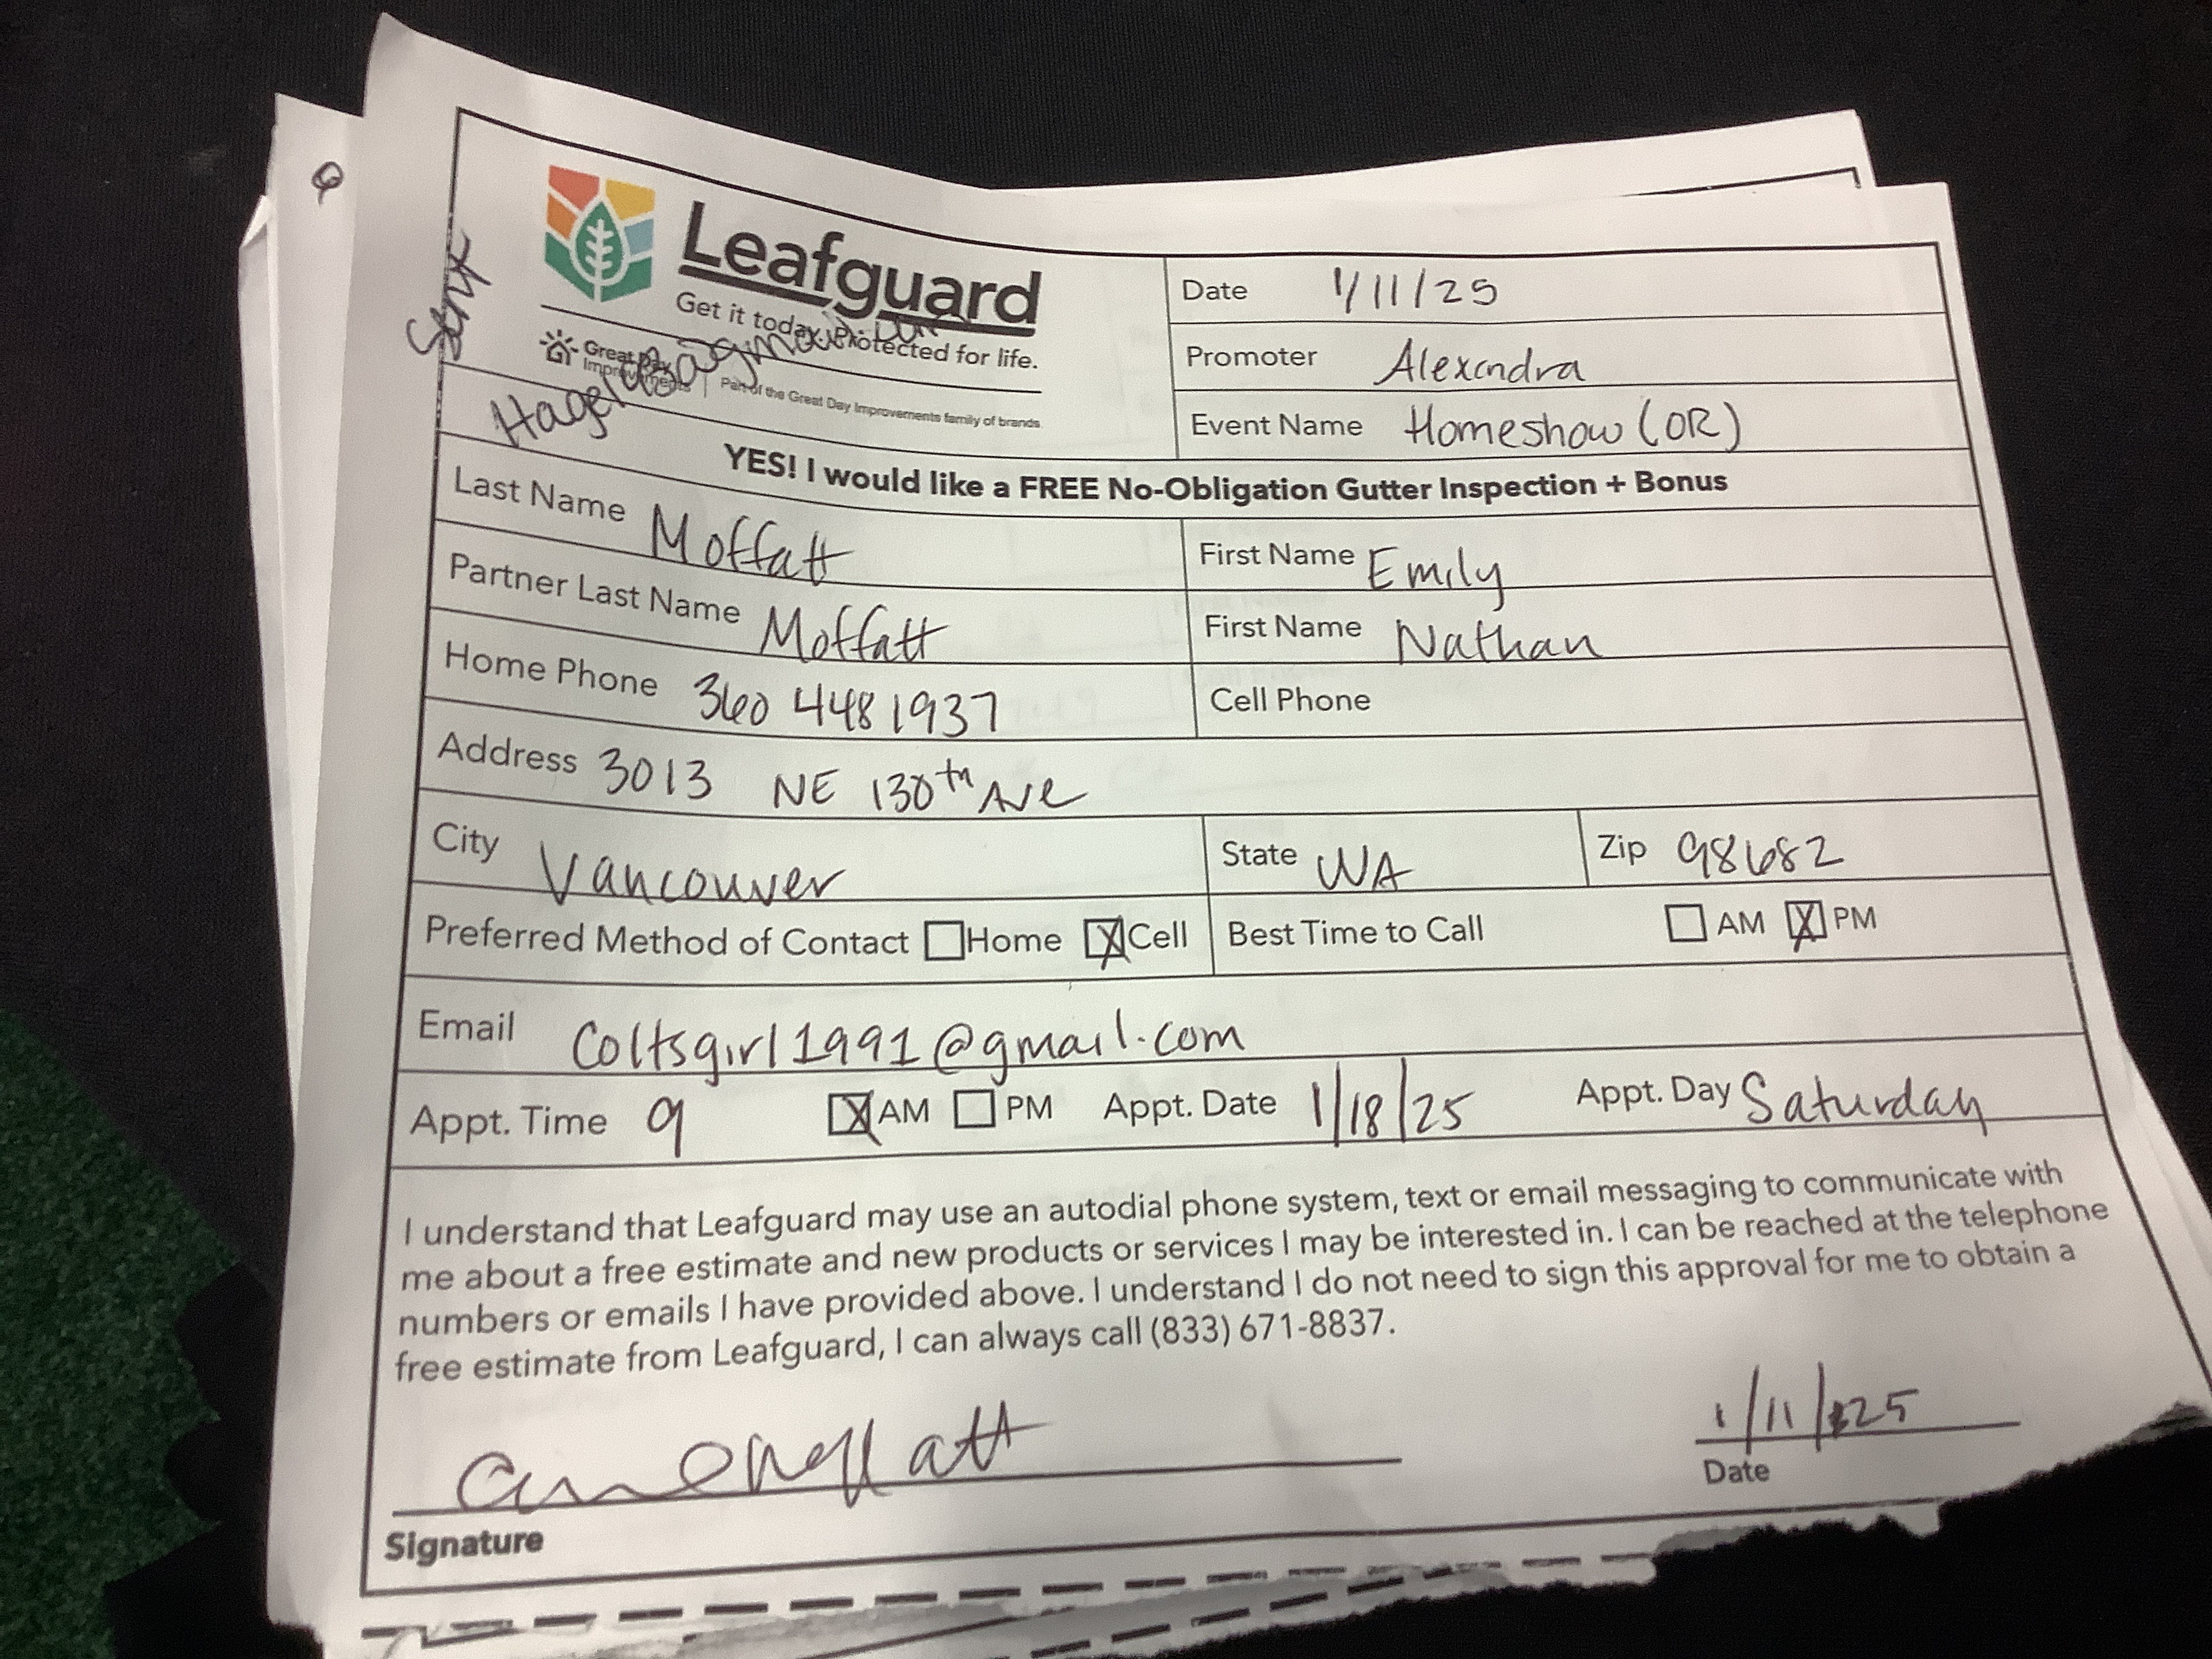 Sent
Leafguard
Get it today. Protected for life.
Great Day
Improvements
Part of the Great Day Improvements family of brands
Date 1/11/25
Promoter Alexandra
Event Name Homeshow (OR)
YES! I would like a FREE No-Obligation Gutter Inspection + Bonus
Last Name Moffatt First Name Emily
Partner Last Name Moffatt First Name Nathan
Home Phone 360 448 1937 Cell Phone
Address 3013 NE 130th Ave
City Vancouver State WA Zip 98682
Preferred Method of Contact Home X Cell Best Time to Call AM X PM
Email Coltsgirl1991@gmail.com
Appt. Time 9 X AM PM Appt. Date 1/18/25 Appt. Day Saturday
I understand that Leafguard may use an autodial phone system, text or email messaging to communicate with
me about a free estimate and new products or services I may be interested in. I can be reached at the telephone
numbers or emails I have provided above. I understand I do not need to sign this approval for me to obtain a
free estimate from Leafguard, I can always call (833) 671-8837.
1/11/25
Signature
Date